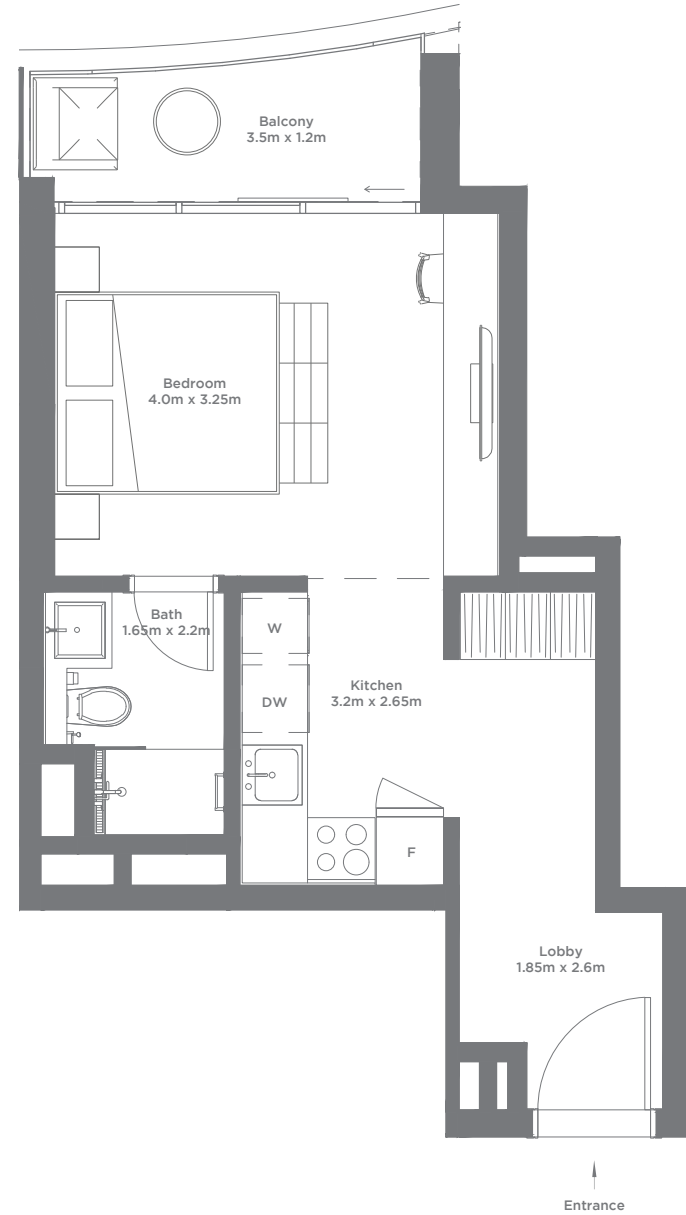 Balcony
3.5m x 1.2m
Bedroom
4.0m x 3.25m
Bath
1.65m x 2.2m
W
DW
Kitchen
3.2m x 2.65m
F
Lobby
1.85m x 2.6m
Entrance